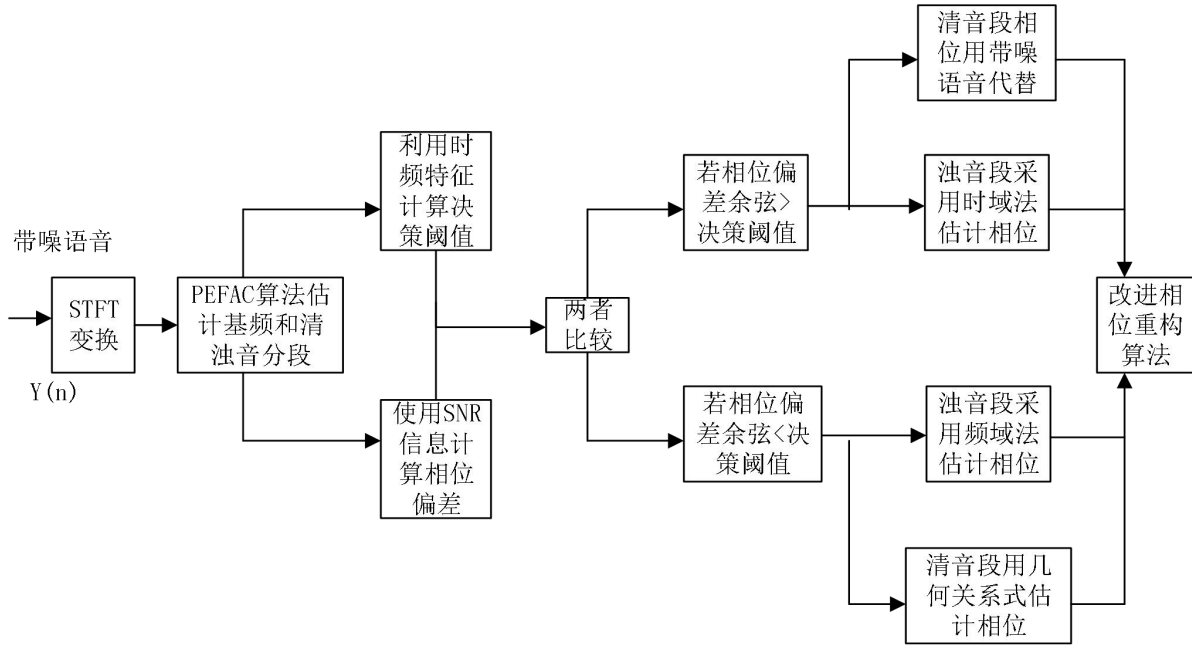 带噪语音
STFT
变换
Y(n)
PEFAC算法估
计基频和清
浊音分段
利用时
频特征
计算决
策阈值
使用SNR
信息计
算相位
偏差
两者
比较
若相位偏
差余弦>
决策阈值
若相位偏
差余弦<决
策阈值
清音段相
位用带噪
语音代替
浊音段采
用时域法
估计相位
浊音段采
用频域法
估计相位
清音段用几
何关系式估
计相位
改进相
位重构
算法